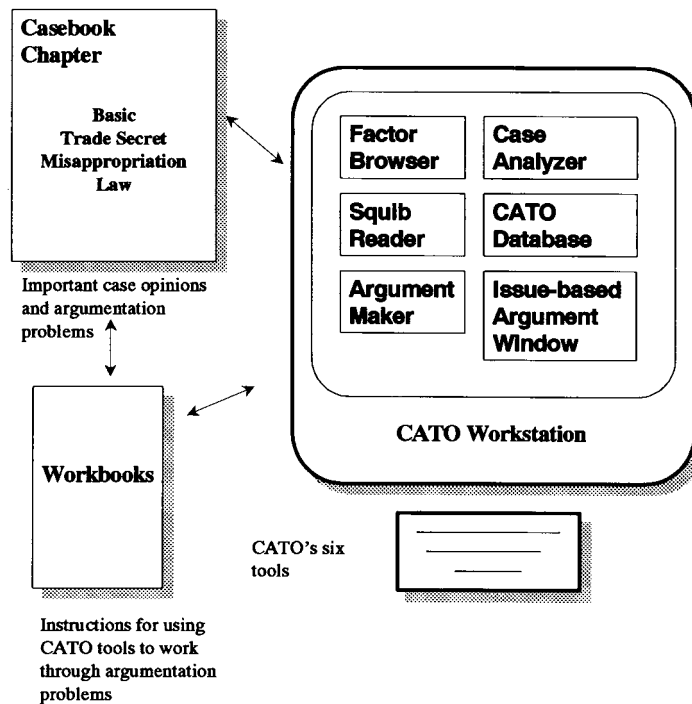 Casebook
Chapter
Basic
Trade Secret
Misappropriation
Law
Important case opinions
and argumentation
problems
Workbooks
Instructions for using
CATO tools to work
through argumentation
problems
Factor
Browser
Case
Analyzer
Squib
Reader
CATO
Database
Argument
Maker
Issue-based
Argument
Window
CATO Workstation
CATO's six
tools